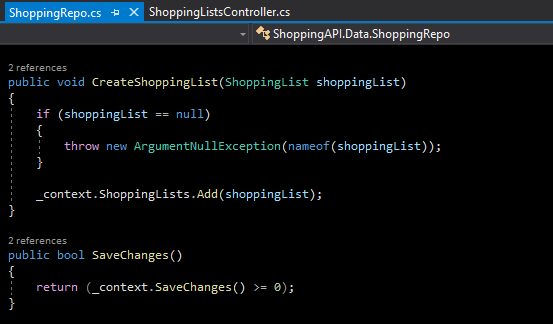 ShoppingRepo.cs ShoppingListsController.cs
ShoppingAPI.Data.ShoppingRepo
2 references
public void CreateShoppingList(ShoppingList shoppingList)
{
if (shoppingList == null)
{
throw new ArgumentNullException(nameof(shoppingList));
}
_context.ShoppingLists.Add(shoppingList);
}
2 references
public bool SaveChanges()
{
return (_context.SaveChanges() >= 0);
}